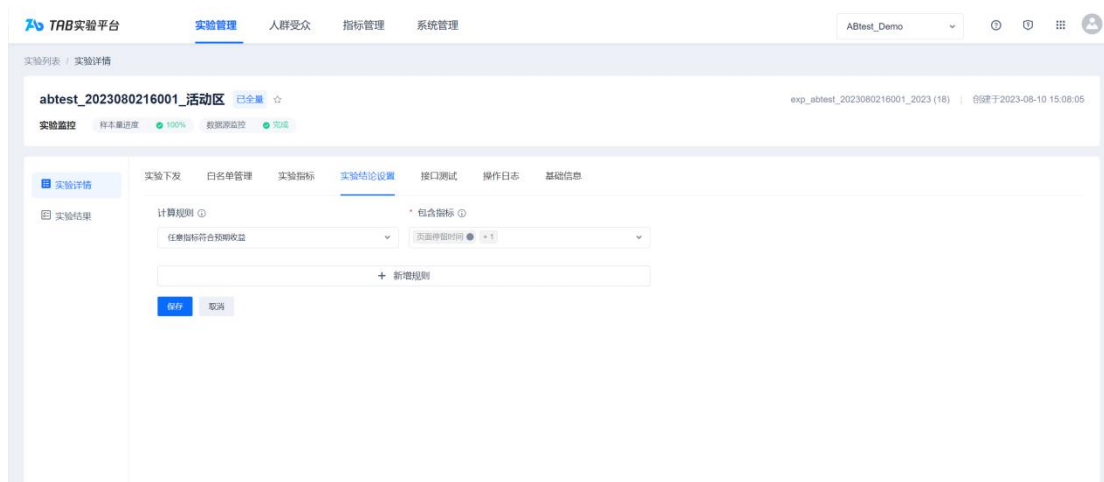 TAB实验平台 实验管理 人群受众 指标管理 系统管理 ABtest_Demo
实验列表 / 实验详情
abtest_2023080216001_活动区 已全量 exp_abtest_2023080216001_2023 (18) 创建于2023-08-10 15:08:05
实验监控 样本量进度 100% 数据源监控 完成
实验详情 实验下发 白名单管理 实验指标 实验结论设置 接口测试 操作日志 基础信息
实验结果 计算规则 * 包含指标
任意指标符合预期收益 页面停留时间 + 1
+ 新增规则
保存 取消